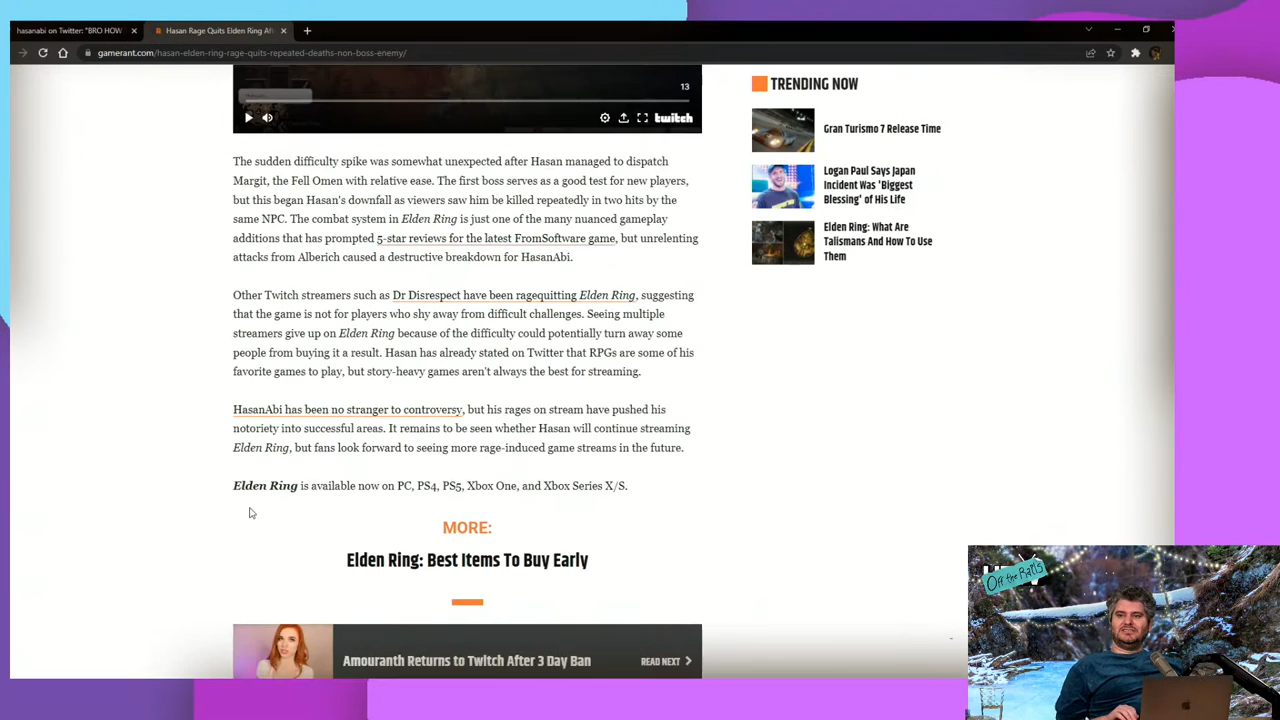 hasanabi on Twitter: "BRO HOW
Hasan Rage Quits Elden Ring Af
gamerant.com/hasan-elden-ring-rage-quits-repeated-deaths-non-boss-enemy/
13
twitch
The sudden difficulty spike was somewhat unexpected after Hasan managed to dispatch
Margit, the Fell Omen with relative ease. The first boss serves as a good test for new players,
but this began Hasan's downfall as viewers saw him be killed repeatedly in two hits by the
same NPC. The combat system in Elden Ring is just one of the many nuanced gameplay
additions that has prompted 5-star reviews for the latest FromSoftware game, but unrelenting
attacks from Alberich caused a destructive breakdown for HasanAbi.
Other Twitch streamers such as Dr Disrespect have been ragequitting Elden Ring, suggesting
that the game is not for players who shy away from difficult challenges. Seeing multiple
streamers give up on Elden Ring because of the difficulty could potentially turn away some
people from buying it a result. Hasan has already stated on Twitter that RPGs are some of his
favorite games to play, but story-heavy games aren't always the best for streaming.
HasanAbi has been no stranger to controversy, but his rages on stream have pushed his
notoriety into successful areas. It remains to be seen whether Hasan will continue streaming
Elden Ring, but fans look forward to seeing more rage-induced game streams in the future.
Elden Ring is available now on PC, PS4, PS5, Xbox One, and Xbox Series X/S.
MORE:
Elden Ring: Best Items To Buy Early
Amouranth Returns to Twitch After 3 Day Ban
READ NEXT
TRENDING NOW
Gran Turismo 7 Release Time
Logan Paul Says Japan
Incident Was 'Biggest
Blessing' of His Life
Elden Ring: What Are
Talismans And How To Use
Them
Off the Rails